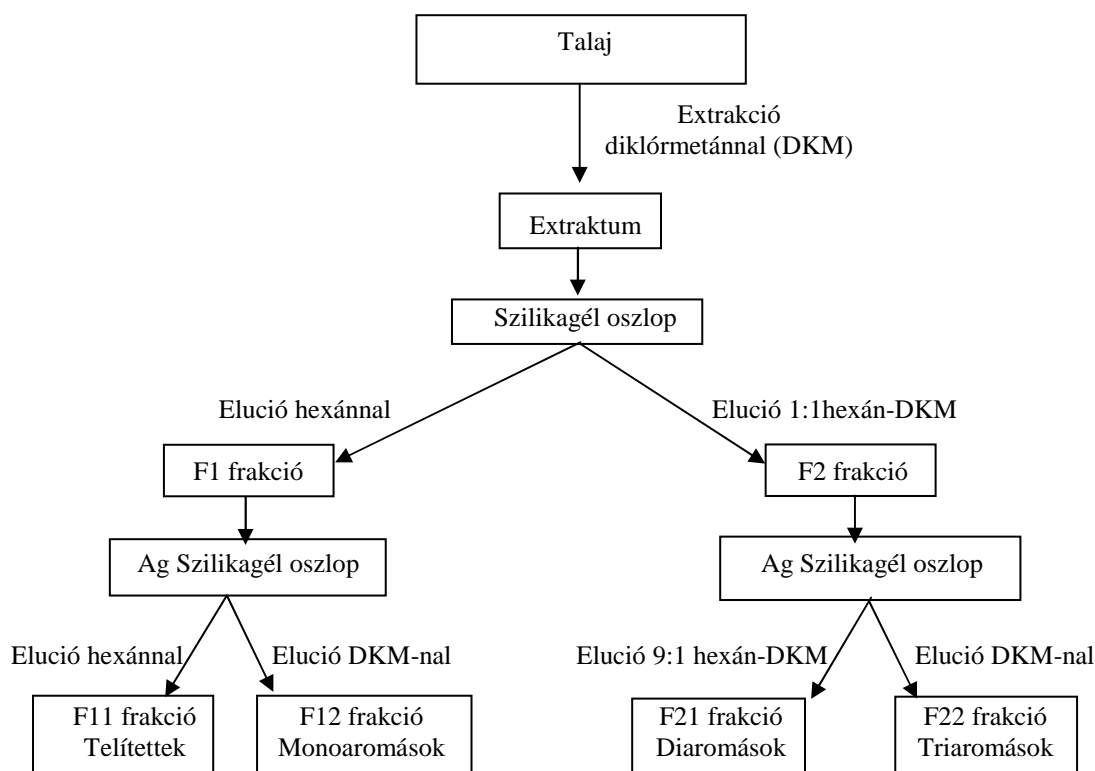 Talaj
Extrakció
diklórmetánnal (DKM)
Extraktum
Szilikagél oszlop
Elució hexánnal
Elució 1:1hexán-DKM
F1 frakció
F2 frakció
Ag Szilikagél oszlop
Ag Szilikagél oszlop
Elució hexánnal
Elució DKM-nal
Elució 9:1 hexán-DKM
Elució DKM-nal
F11 frakció
Telítettek
F12 frakció
Monoaromások
F21 frakció
Diaromások
F22 frakció
Triaromások